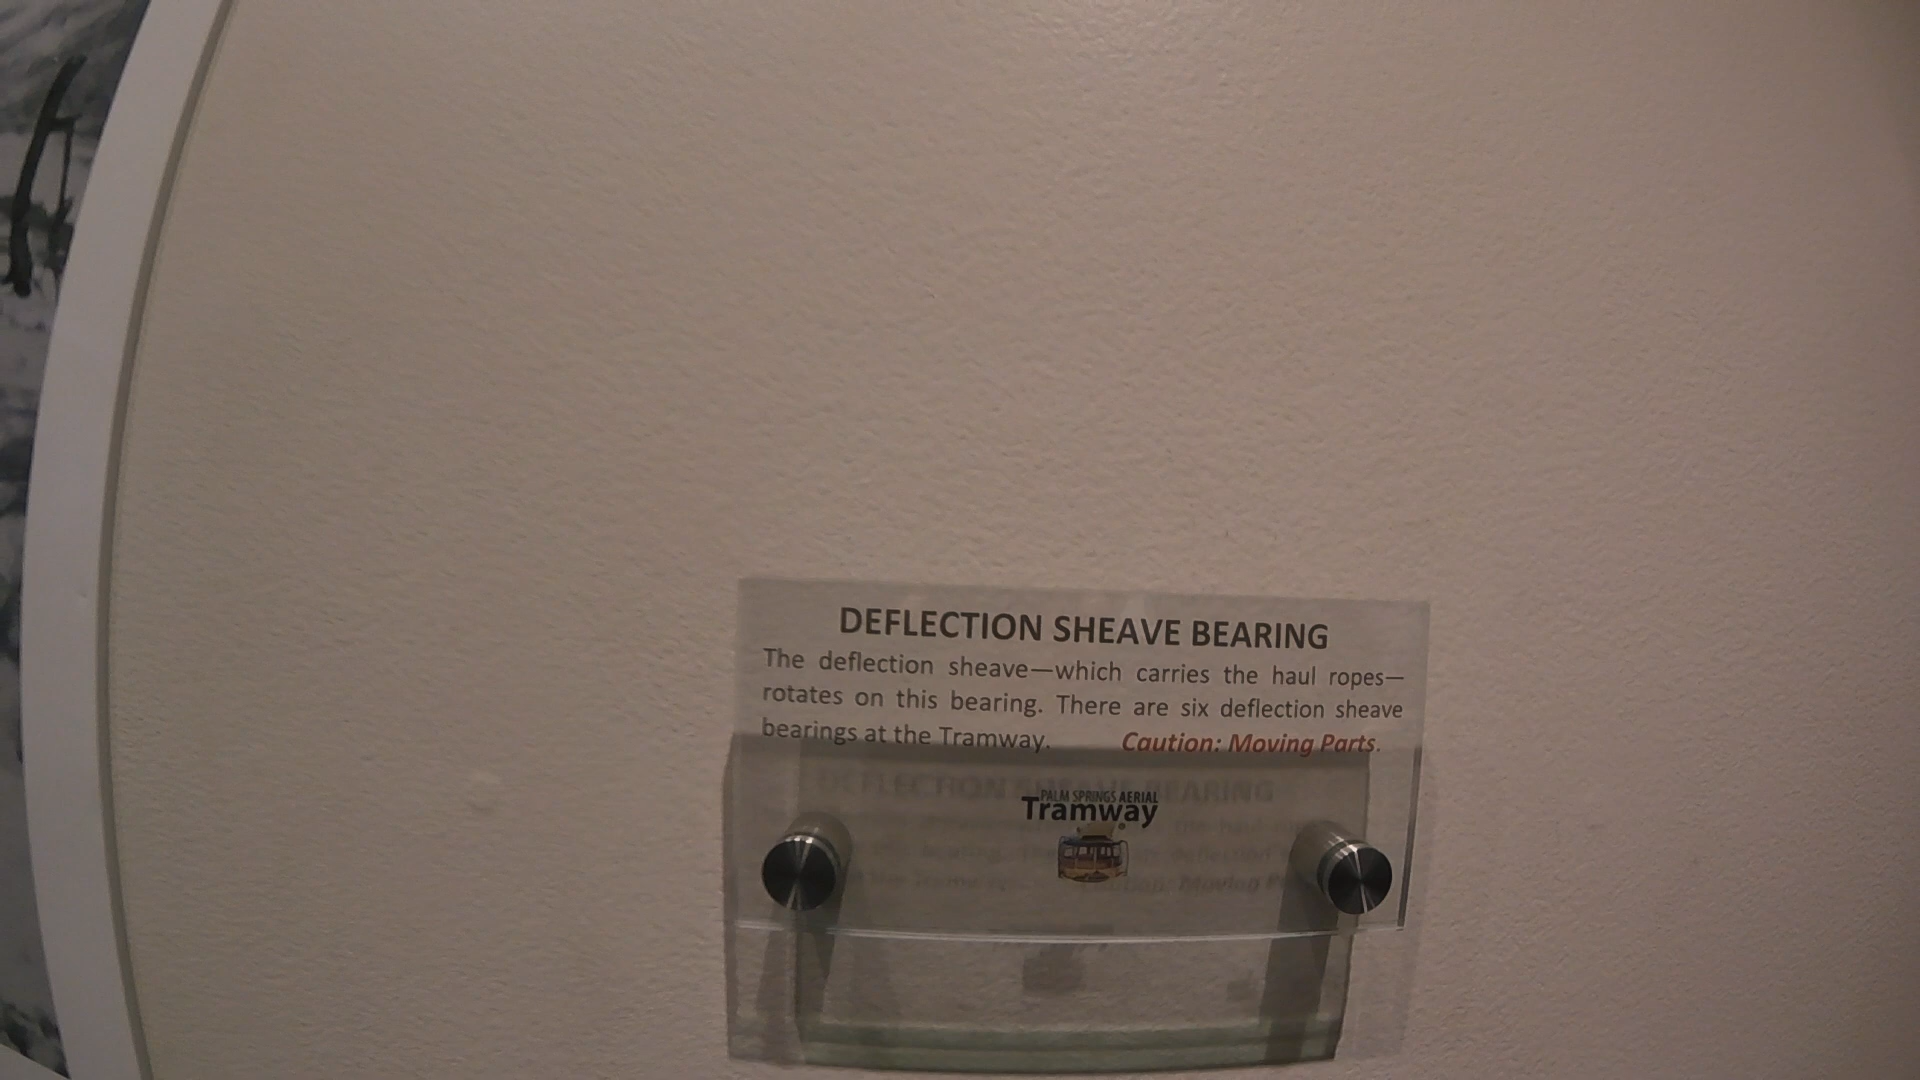 DEFLECTION SHEAVE BEARING
The deflection sheave—which carries the haul ropes—
rotates on this bearing. There are six deflection sheave
bearings at the Tramway. Caution: Moving Parts.
PALM SPRINGS AERIAL
Tramway